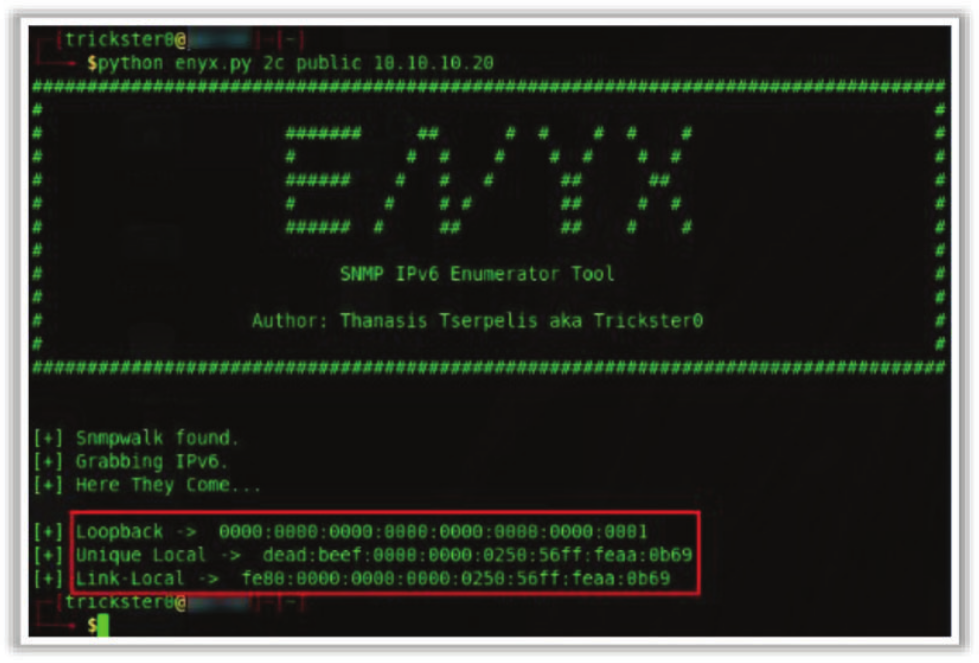 trickster0@
$python enyx.py 2c public 10.10.10.20
ENYX
SNMP IPv6 Enumerator Tool
Author: Thanasis Tserpelis aka Trickster0
[+] Snmpwalk found.
[+] Grabbing IPv6.
[+] Here They Come...
[+] Loopback -> 0000:0000:0000:0000:0000:0000:0000:0001
[+] Unique Local -> dead:beef:0000:0000:0250:56ff:feaa:0b69
[+] Link-Local -> fe80:0000:0000:0000:0250:56ff:feaa:0b69
trickster0@
$